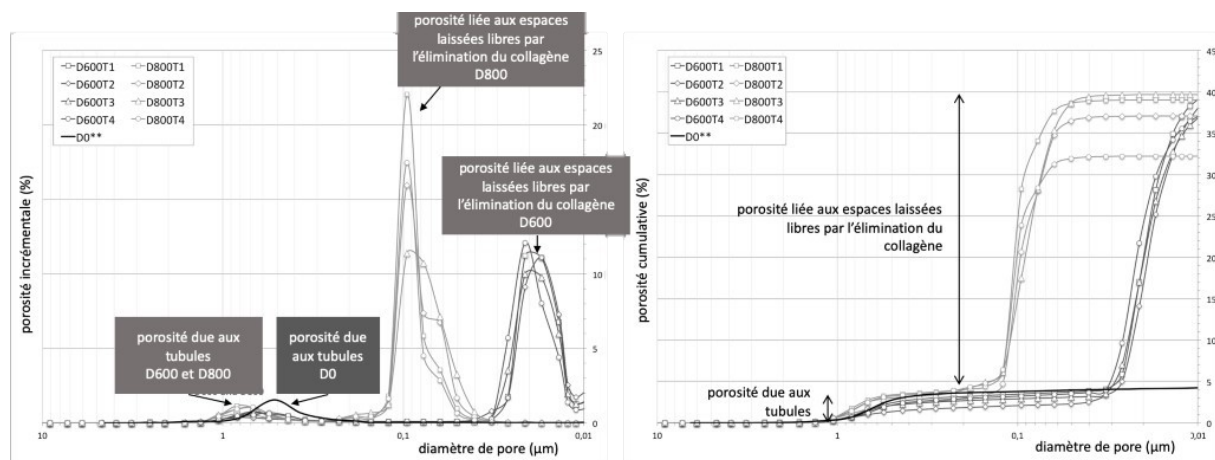 porosité liée aux espaces
laissées libres par
l'élimination du collagène
D800
25
20
15
10
5
0
D600T1 D800T1
D600T2 D800T2
D600T3 D800T3
D600T4 D800T4
D0**
porosité liée aux espaces
laissées libres par
l'élimination du collagène
D600
porosité due aux
tubules
D600 et D800
porosité due
aux tubules
D0
porosité incrémentale (%)
10 1 0,1 0,01
diamètre de pore (µm)
D600T1 D800T1
D600T2 D800T2
D600T3 D800T3
D600T4 D800T4
D0**
45
40
35
30
25
20
15
10
5
0
porosité liée aux espaces laissées
libres par l'élimination du
collagène
porosité due aux
tubules
porosité cumulative (%)
10 1 0,1 0,01
diamètre de pore (µm)